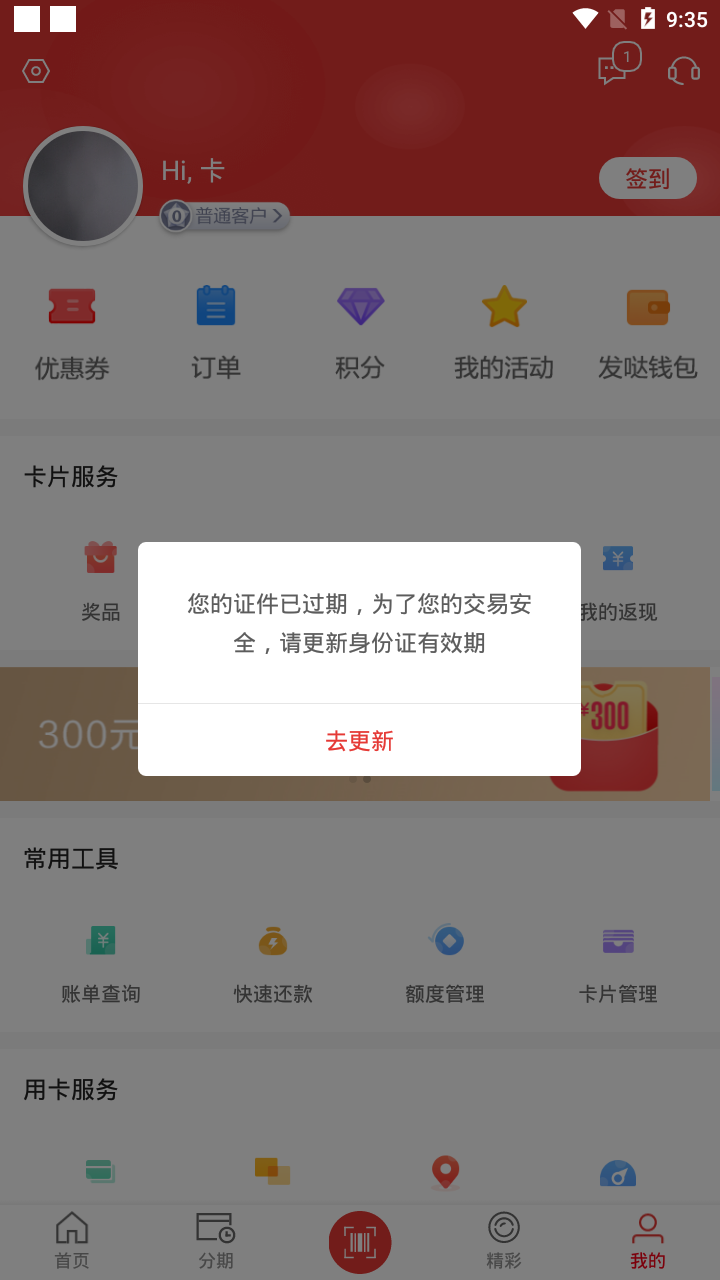 9:35
1
Hi, 卡
签到
0 普通客户
优惠券 订单 积分 我的活动 发哒钱包
卡片服务
奖品 我的返现
您的证件已过期，为了您的交易安
全，请更新身份证有效期
去更新
300元
¥300
常用工具
¥
账单查询 快速还款 额度管理 卡片管理
用卡服务
首页 分期 精彩 我的